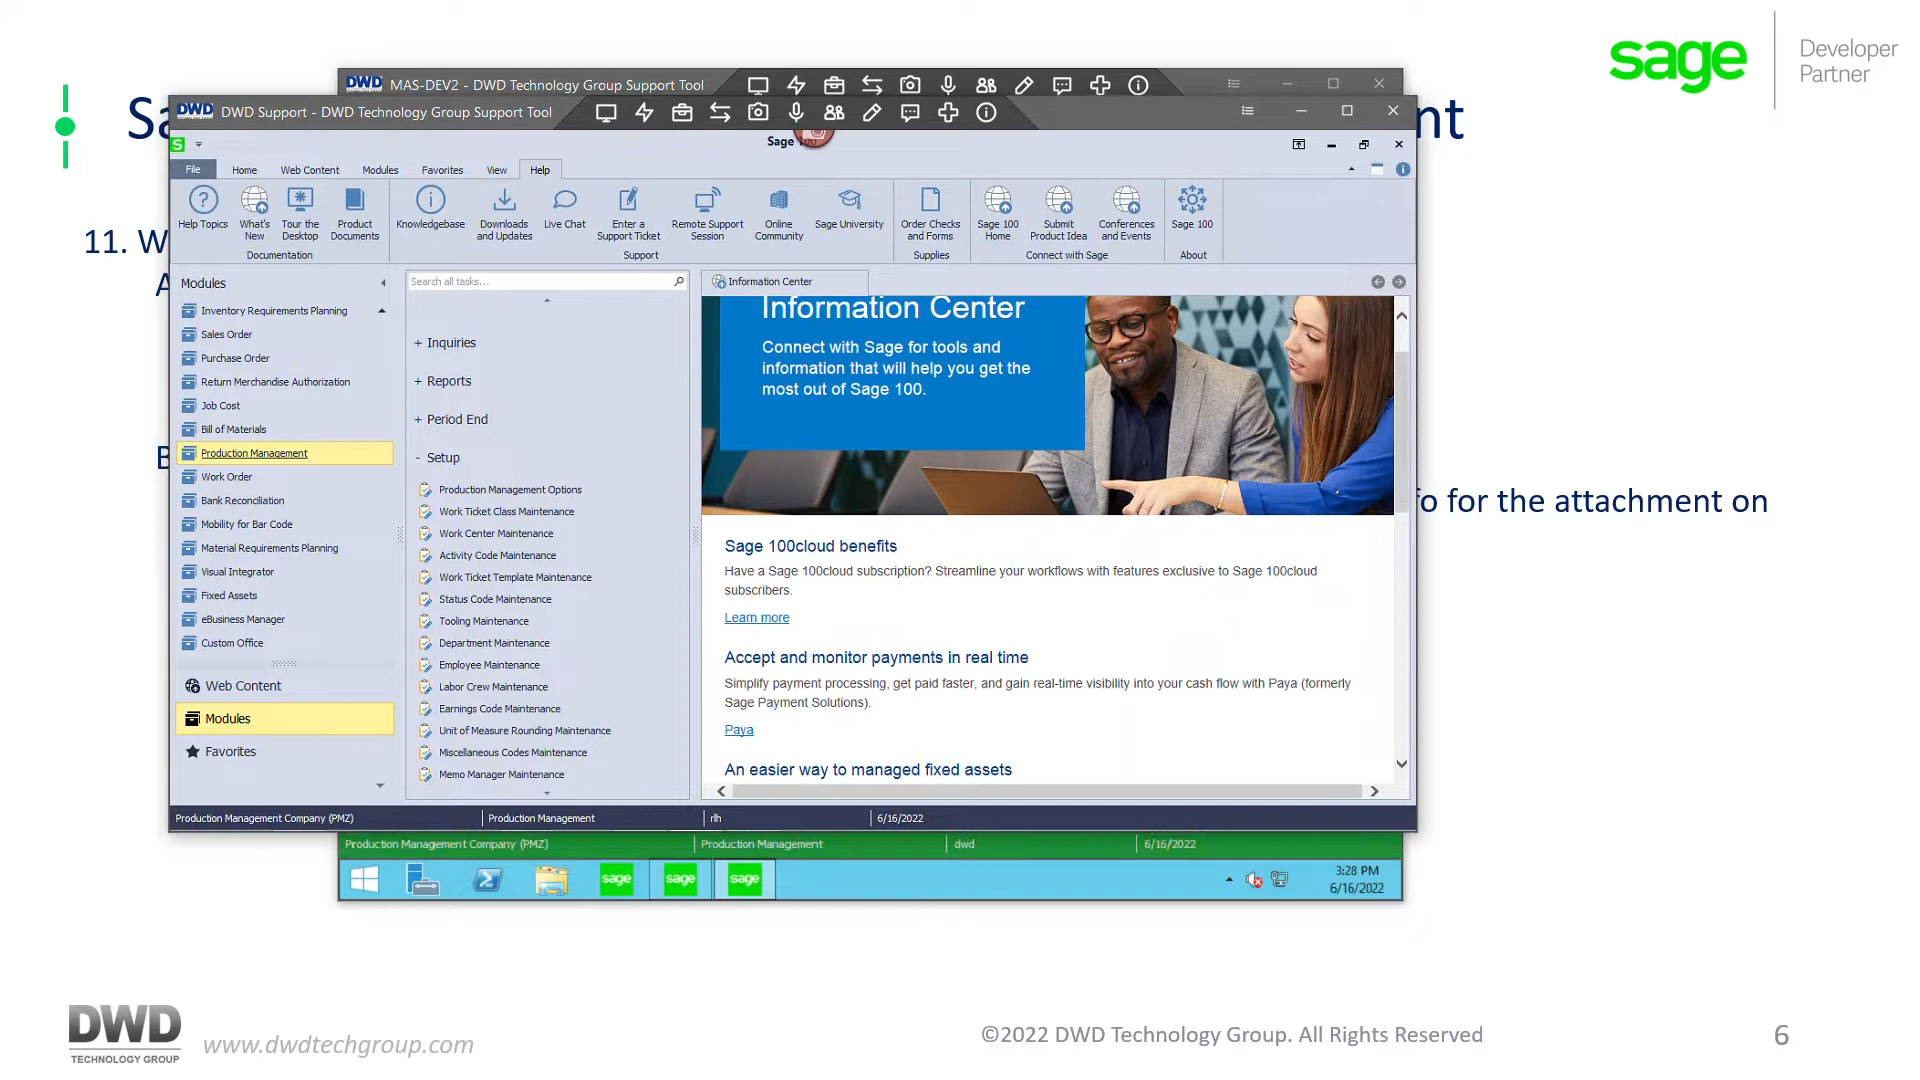 sage
Developer
Partner
MAS-DEV2 - DWD Technology Group Support Tool
Sa
nt
DWD Support - DWD Technology Group Support Tool
Sage
File
Home
Web Content
Modules
Favorites
View
Help
Help Topics
What's
New
Tour the
Desktop
Product
Documents
Knowledgebase
Downloads
and Updates
Live Chat
Enter a
Support Ticket
Remote Support
Session
Online
Community
Sage University
Order Checks
and Forms
Sage 100
Home
Submit
Product Idea
Conferences
and Events
Sage 100
Documentation
Support
Supplies
Connect with Sage
About
11. W
A
B
fo for the attachment on
Modules
Inventory Requirements Planning
Sales Order
Purchase Order
Return Merchandise Authorization
Job Cost
Bill of Materials
Production Management
Work Order
Bank Reconciliation
Mobility for Bar Code
Material Requirements Planning
Visual Integrator
Fixed Assets
eBusiness Manager
Custom Office
Web Content
Modules
Favorites
Search all tasks...
+ Inquiries
+ Reports
+ Period End
- Setup
Production Management Options
Work Ticket Class Maintenance
Work Center Maintenance
Activity Code Maintenance
Work Ticket Template Maintenance
Status Code Maintenance
Tooling Maintenance
Department Maintenance
Employee Maintenance
Labor Crew Maintenance
Earnings Code Maintenance
Unit of Measure Rounding Maintenance
Miscellaneous Codes Maintenance
Memo Manager Maintenance
Information Center
Information Center
Connect with Sage for tools and
information that will help you get the
most out of Sage 100.
Sage 100cloud benefits
Have a Sage 100cloud subscription? Streamline your workflows with features exclusive to Sage 100cloud
subscribers.
Learn more
Accept and monitor payments in real time
Simplify payment processing, get paid faster, and gain real-time visibility into your cash flow with Paya (formerly
Sage Payment Solutions).
Paya
An easier way to managed fixed assets
Production Management Company (PMZ)
Production Management
rlh
6/16/2022
Production Management Company (PMZ)
Production Management
dwd
6/16/2022
sage
sage
sage
3:28 PM
6/16/2022
DWD
TECHNOLOGY GROUP
www.dwdtechgroup.com
©2022 DWD Technology Group. All Rights Reserved
6